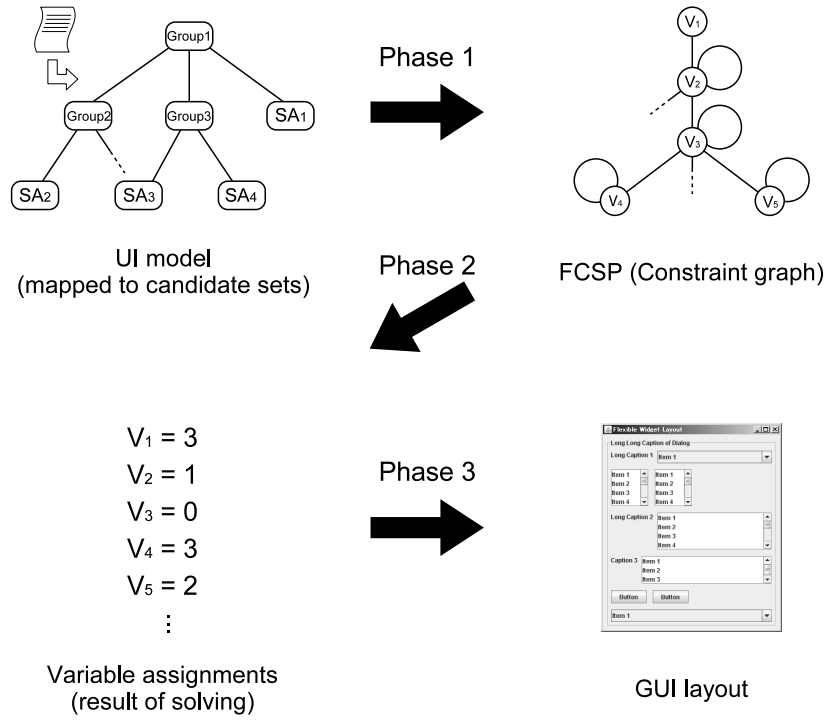 Group1
Group2
Group3
SA1
SA2
SA3
SA4
UI model
(mapped to candidate sets)
Phase 1
V1
V2
V3
V4
V5
FCSP (Constraint graph)
Phase 2
V1 = 3
V2 = 1
V3 = 0
V4 = 3
V5 = 2
⋮
Variable assignments
(result of solving)
Phase 3
Flexible Widget Layout
Long Long Caption of Dialog
Long Caption 1 Item 1
Item 1 Item 1
Item 2 Item 2
Item 3 Item 3
Item 4 Item 4
Long Caption 2 Item 1
Item 2
Item 3
Item 4
Caption 3 Item 1
Item 2
Item 3
Button Button
Item 1
GUI layout